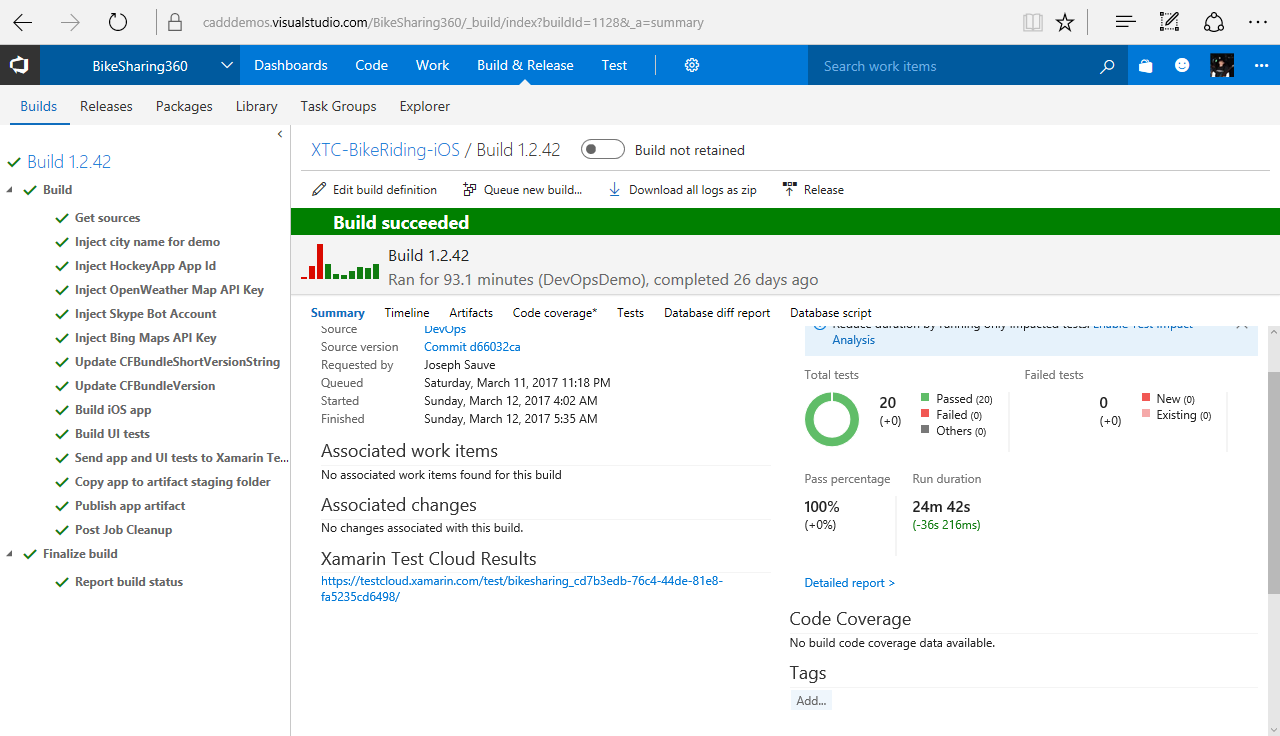 cadddemos.visualstudio.com/BikeSharing360/_build/index?buildId=1128&_a=summary
BikeSharing360
Dashboards Code Work Build & Release Test
Search work items
Builds Releases Packages Library Task Groups Explorer
Build 1.2.42
Build
Get sources
Inject city name for demo
Inject HockeyApp App Id
Inject OpenWeather Map API Key
Inject Skype Bot Account
Inject Bing Maps API Key
Update CFBundleShortVersionString
Update CFBundleVersion
Build iOS app
Build UI tests
Send app and UI tests to Xamarin Te...
Copy app to artifact staging folder
Publish app artifact
Post Job Cleanup
Finalize build
Report build status
XTC-BikeRiding-iOS / Build 1.2.42 Build not retained
Edit build definition Queue new build... Download all logs as zip Release
Build succeeded
Build 1.2.42
Ran for 93.1 minutes (DevOpsDemo), completed 26 days ago
Summary Timeline Artifacts Code coverage* Tests Database diff report Database script
Source DevOps
Source version Commit d66032ca
Requested by Joseph Sauve
Queued Saturday, March 11, 2017 11:18 PM
Started Sunday, March 12, 2017 4:02 AM
Finished Sunday, March 12, 2017 5:35 AM
Associated work items
No associated work items found for this build
Associated changes
No changes associated with this build.
Xamarin Test Cloud Results
https://testcloud.xamarin.com/test/bikesharing_cd7b3edb-76c4-44de-81e8-
fa5235cd6498/
Reduce duration by running only impacted tests. Enable Test Impact
Analysis
Total tests
20
(+0)
Passed (20)
Failed (0)
Others (0)
Failed tests
0
(+0)
New (0)
Existing (0)
Pass percentage
100%
(+0%)
Run duration
24m 42s
(-36s 216ms)
Detailed report >
Code Coverage
No build code coverage data available.
Tags
Add...